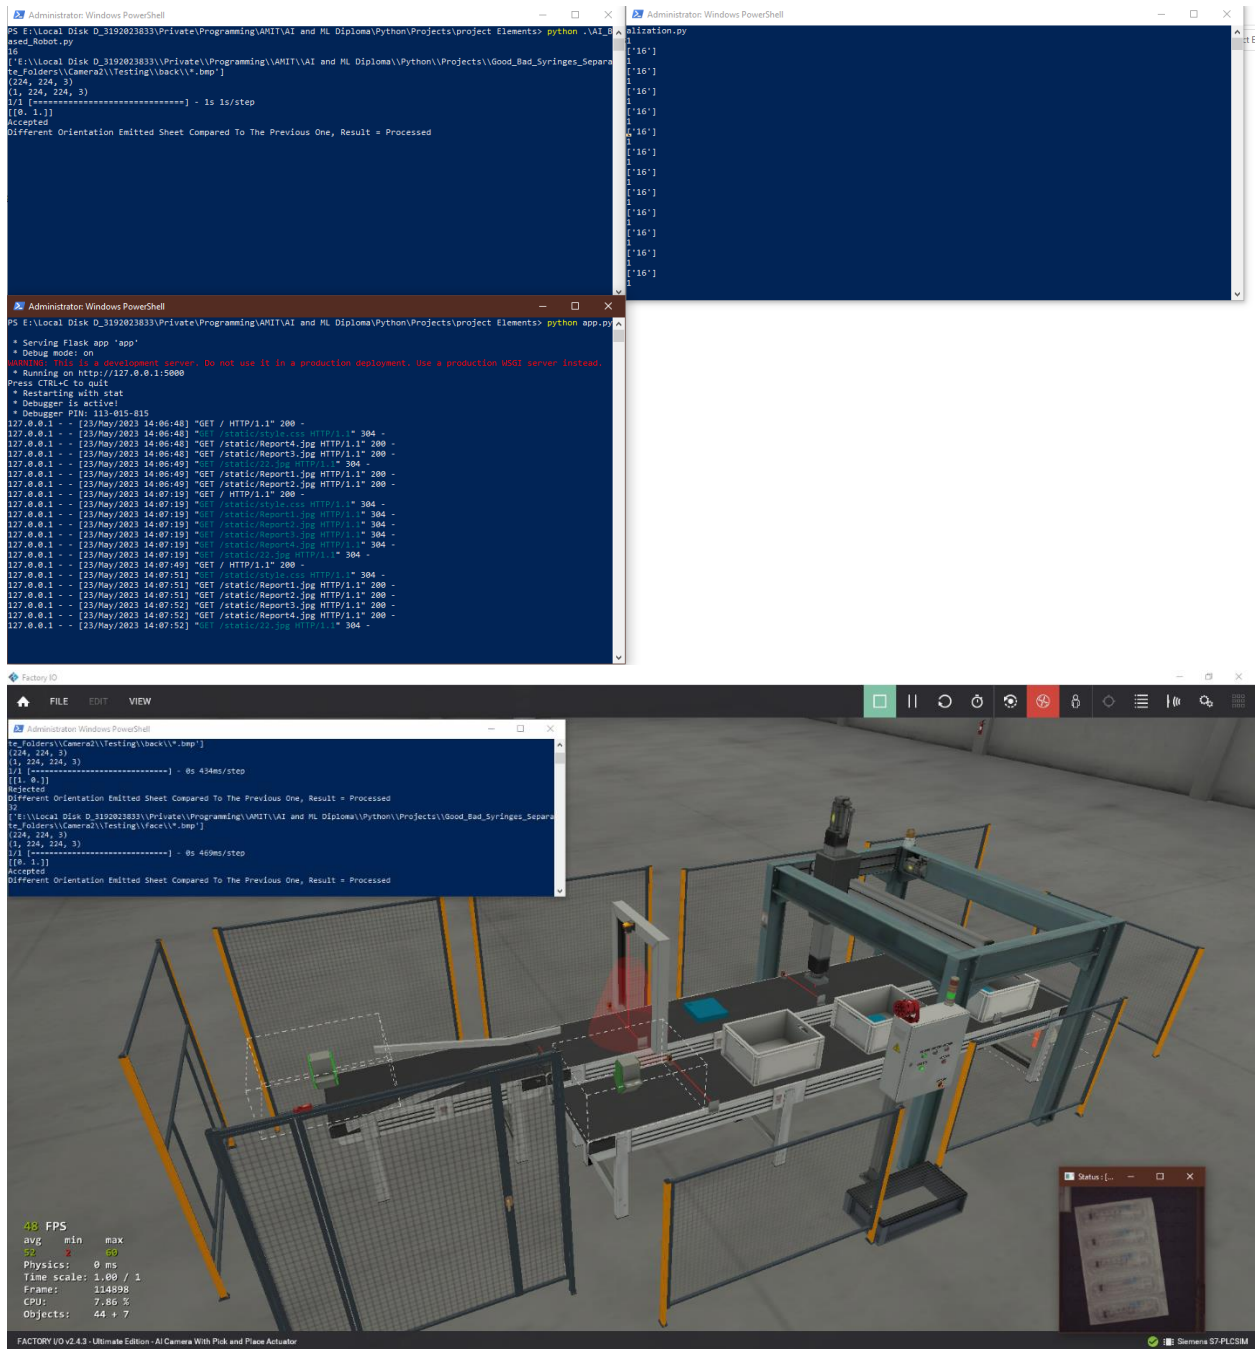 Administrator: Windows PowerShell
PS E:\Local Disk D_3192023833\Private\Programming\AMIT\AI and ML Diploma\Python\Projects\project Elements> python .\AI_B
ased_Robot.py
16
['E:\\Local Disk D_3192023833\\Private\\Programming\\AMIT\\AI and ML Diploma\\Python\\Projects\\Good_Bad_Syringes_Separa
te_Folders\\Camera2\\Testing\\back\\*.bmp']
(224, 224, 3)
(1, 224, 224, 3)
1/1 [==============================] - 1s 1s/step
[[0. 1.]]
Accepted
Different Orientation Emitted Sheet Compared To The Previous One, Result = Processed
Administrator: Windows PowerShell
alization.py
1
['16']
1
['16']
1
['16']
1
['16']
1
['16']
1
['16']
1
['16']
1
['16']
1
['16']
1
['16']
1
['16']
1
['16']
1
ct E
Administrator: Windows PowerShell
PS E:\Local Disk D_3192023833\Private\Programming\AMIT\AI and ML Diploma\Python\Projects\project Elements> python app.py
* Serving Flask app 'app'
* Debug mode: on
WARNING: This is a development server. Do not use it in a production deployment. Use a production WSGI server instead.
* Running on http://127.0.0.1:5000
Press CTRL+C to quit
* Restarting with stat
* Debugger is active!
* Debugger PIN: 113-015-815
127.0.0.1 - - [23/May/2023 14:06:48] "GET / HTTP/1.1" 200 -
127.0.0.1 - - [23/May/2023 14:06:48] "GET /static/style.css HTTP/1.1" 304 -
127.0.0.1 - - [23/May/2023 14:06:48] "GET /static/Report4.jpg HTTP/1.1" 200 -
127.0.0.1 - - [23/May/2023 14:06:48] "GET /static/Report3.jpg HTTP/1.1" 200 -
127.0.0.1 - - [23/May/2023 14:06:49] "GET /static/22.jpg HTTP/1.1" 304 -
127.0.0.1 - - [23/May/2023 14:06:49] "GET /static/Report1.jpg HTTP/1.1" 200 -
127.0.0.1 - - [23/May/2023 14:06:49] "GET /static/Report2.jpg HTTP/1.1" 200 -
127.0.0.1 - - [23/May/2023 14:07:19] "GET / HTTP/1.1" 200 -
127.0.0.1 - - [23/May/2023 14:07:19] "GET /static/style.css HTTP/1.1" 304 -
127.0.0.1 - - [23/May/2023 14:07:19] "GET /static/Report1.jpg HTTP/1.1" 304 -
127.0.0.1 - - [23/May/2023 14:07:19] "GET /static/Report2.jpg HTTP/1.1" 304 -
127.0.0.1 - - [23/May/2023 14:07:19] "GET /static/Report3.jpg HTTP/1.1" 304 -
127.0.0.1 - - [23/May/2023 14:07:19] "GET /static/Report4.jpg HTTP/1.1" 304 -
127.0.0.1 - - [23/May/2023 14:07:19] "GET /static/22.jpg HTTP/1.1" 304 -
127.0.0.1 - - [23/May/2023 14:07:49] "GET / HTTP/1.1" 200 -
127.0.0.1 - - [23/May/2023 14:07:51] "GET /static/style.css HTTP/1.1" 304 -
127.0.0.1 - - [23/May/2023 14:07:51] "GET /static/Report1.jpg HTTP/1.1" 200 -
127.0.0.1 - - [23/May/2023 14:07:51] "GET /static/Report2.jpg HTTP/1.1" 200 -
127.0.0.1 - - [23/May/2023 14:07:52] "GET /static/Report3.jpg HTTP/1.1" 200 -
127.0.0.1 - - [23/May/2023 14:07:52] "GET /static/Report4.jpg HTTP/1.1" 200 -
127.0.0.1 - - [23/May/2023 14:07:52] "GET /static/22.jpg HTTP/1.1" 304 -
Factory IO
FILE EDIT VIEW
Administrator: Windows PowerShell
te_Folders\\Camera2\\Testing\\back\\*.bmp']
(224, 224, 3)
(1, 224, 224, 3)
1/1 [==============================] - 0s 434ms/step
[[1. 0.]]
Rejected
Different Orientation Emitted Sheet Compared To The Previous One, Result = Processed
32
['E:\\Local Disk D_3192023833\\Private\\Programming\\AMIT\\AI and ML Diploma\\Python\\Projects\\Good_Bad_Syringes_Separa
te_Folders\\Camera2\\Testing\\face\\*.bmp']
(224, 224, 3)
(1, 224, 224, 3)
1/1 [==============================] - 0s 469ms/step
[[0. 1.]]
Accepted
Different Orientation Emitted Sheet Compared To The Previous One, Result = Processed
Status : [...
48 FPS
avg min max
52 2 60
Physics: 0 ms
Time scale: 1.00 / 1
Frame: 114898
CPU: 7.86 %
Objects: 44 + 7
FACTORY I/O v2.4.3 - Ultimate Edition - AI Camera With Pick and Place Actuator
Siemens S7-PLCSIM